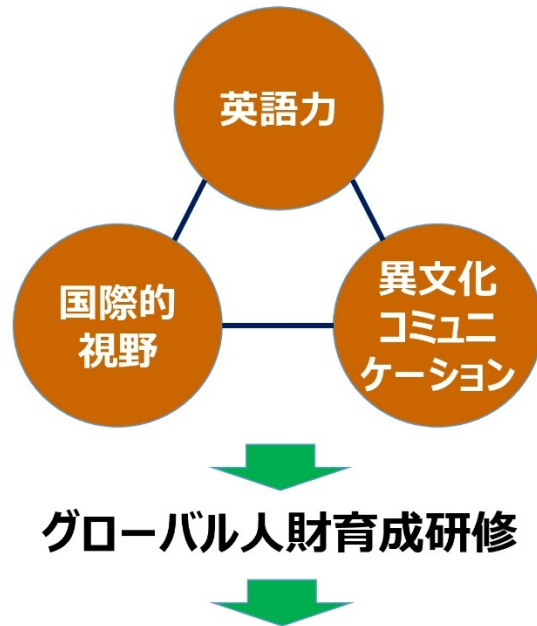 英語力
国際的
視野
異文化
コミュニ
ケーション
グローバル人財育成研修